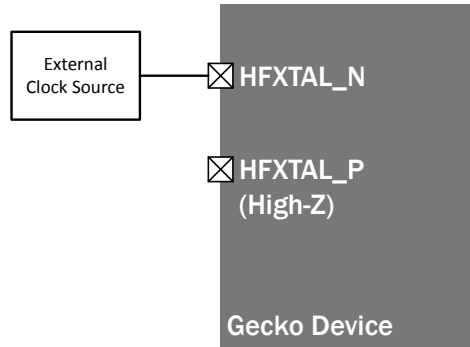 External
Clock Source
HFXTAL_N
HFXTAL_P
(High-Z)
Gecko Device